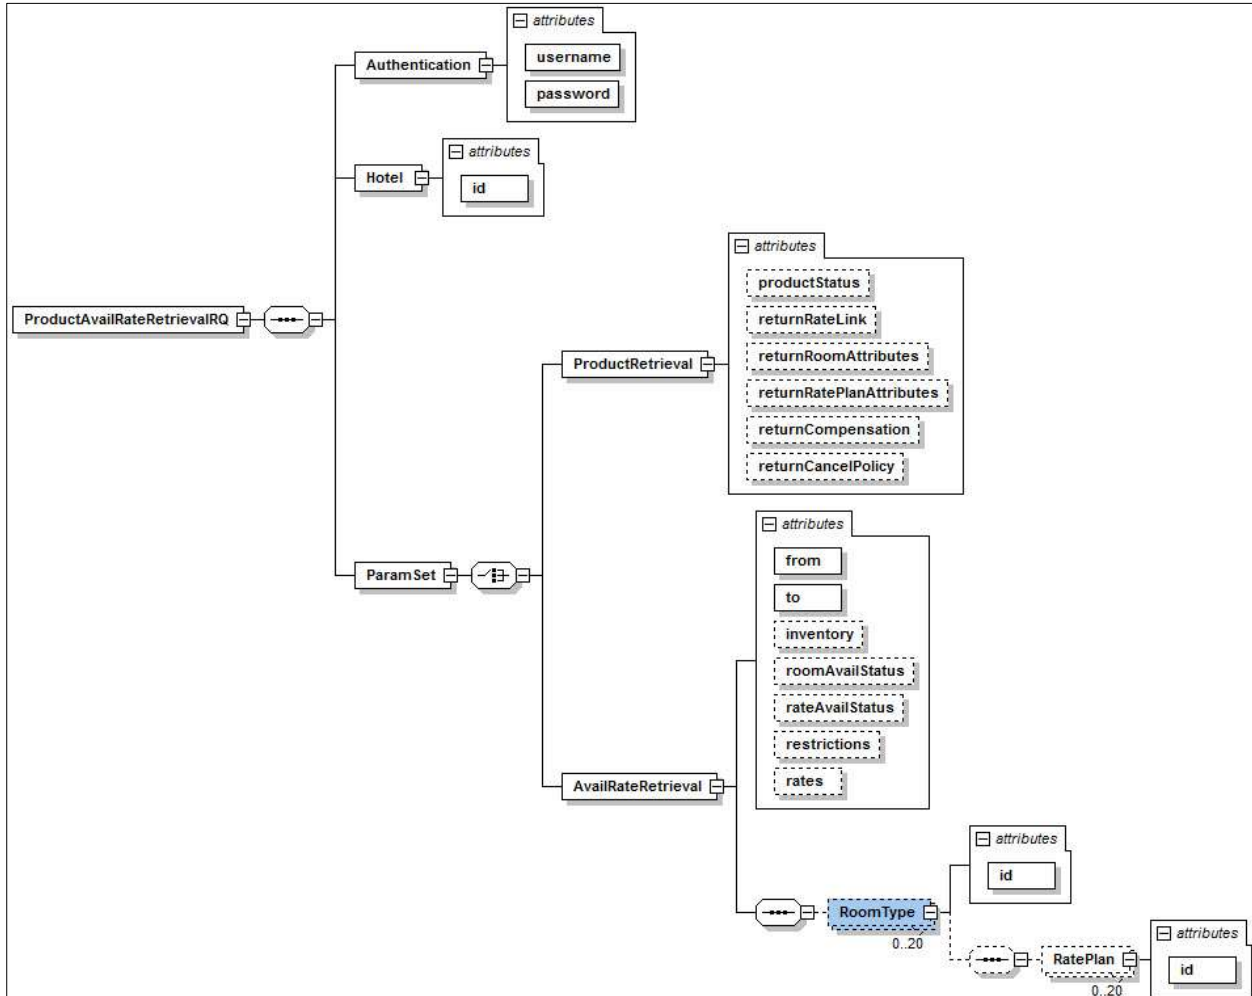 attributes
username
Authentication
password
attributes
Hotel
id
attributes
productStatus
ProductAvailRateRetrievalRQ
returnRateLink
returnRoomAttributes
ProductRetrieval
returnRatePlanAttributes
returnCompensation
returnCancelPolicy
attributes
from
ParamSet
to
inventory
roomAvailStatus
rateAvailStatus
restrictions
rates
AvailRateRetrieval
attributes
id
RoomType
0..20
attributes
RatePlan
id
0..20